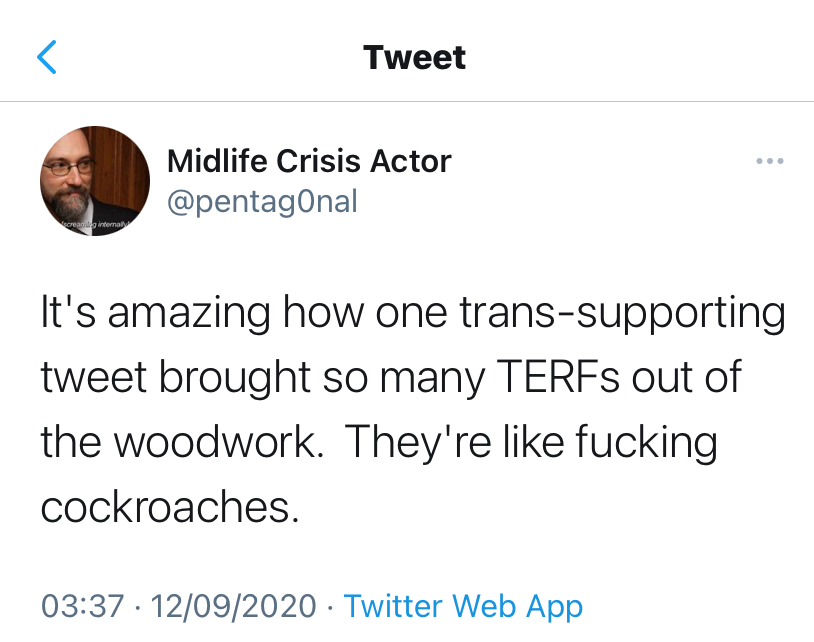 Tweet
Midlife Crisis Actor
@pentag0nal
[screaming internally]
It's amazing how one trans-supporting
tweet brought so many TERFs out of
the woodwork.  They're like fucking
cockroaches.
03:37 · 12/09/2020 · Twitter Web App